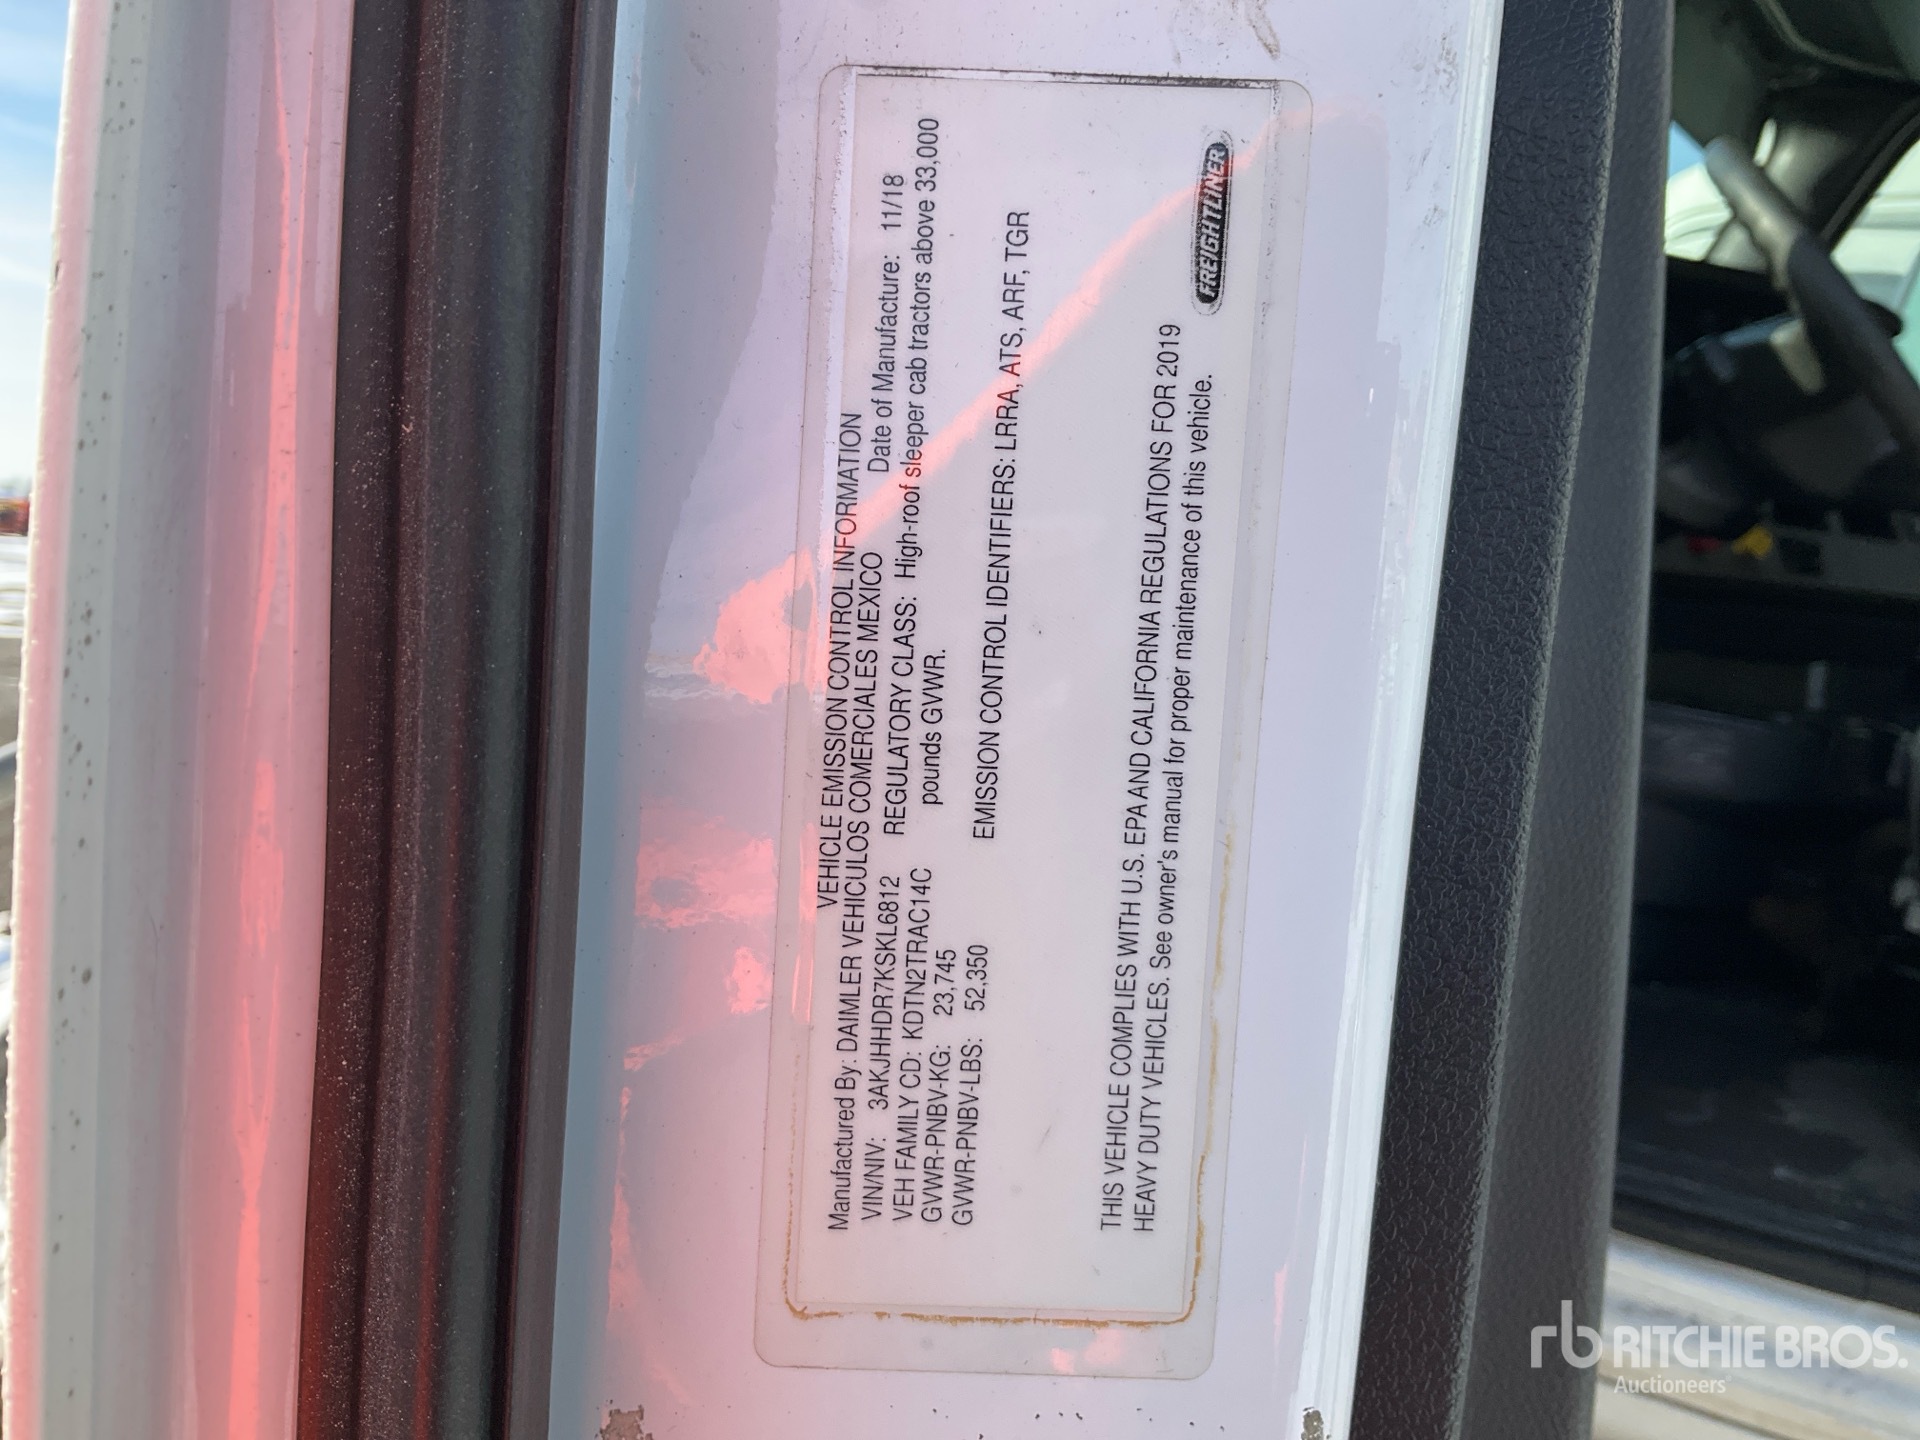 VEHICLE EMISSION CONTROL INFORMATION
Manufactured By: DAIMLER VEHICULOS COMERCIALES MEXICO
VIN/NIV: 3AKJHHDR7KSKL6812
Date of Manufacture: 11/18
VEH FAMILY CD: KDTN2TRAC14C
REGULATORY CLASS: High-roof sleeper cab tractors above 33,000
pounds GVWR.
GVWR-PNBV-KG: 23,745
GVWR-PNBV-LBS: 52,350
EMISSION CONTROL IDENTIFIERS: LRRA, ATS, ARF, TGR
THIS VEHICLE COMPLIES WITH U.S. EPA AND CALIFORNIA REGULATIONS FOR 2019
HEAVY DUTY VEHICLES. See owner's manual for proper maintenance of this vehicle.
FREIGHTLINER
rb RITCHIE BROS.
Auctioneers